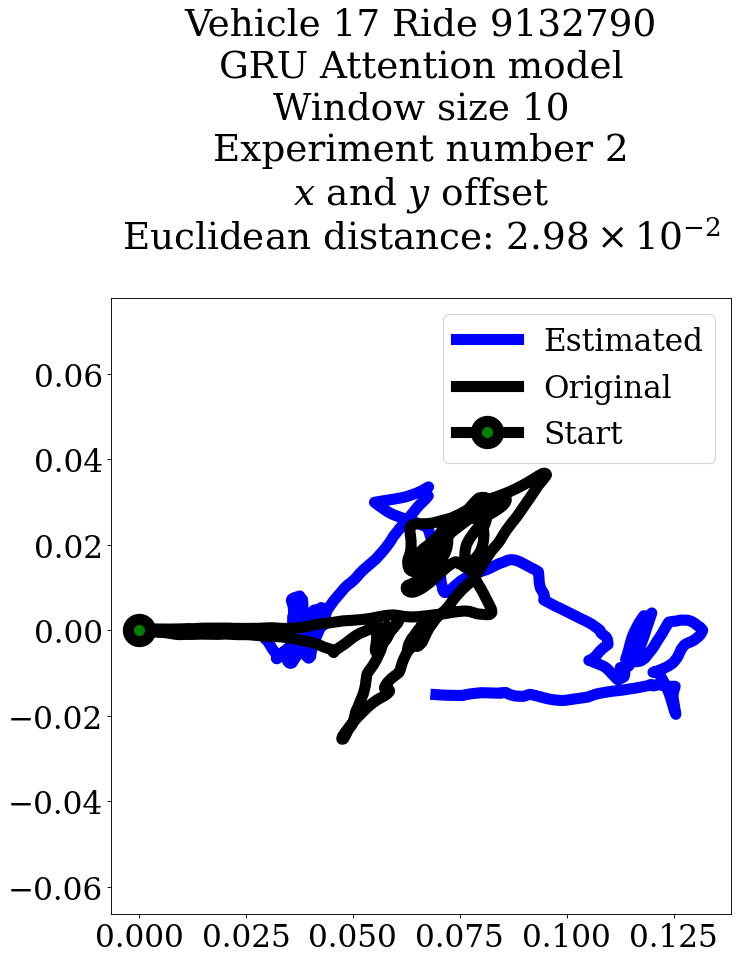 Vehicle 17 Ride 9132790
GRU Attention model
Window size 10
Experiment number 2
x and y offset
Euclidean distance: 2.98 × 10⁻²
Estimated
Original
Start
0.06
0.04
0.02
0.00
−0.02
−0.04
−0.06
0.000 0.025 0.050 0.075 0.100 0.125